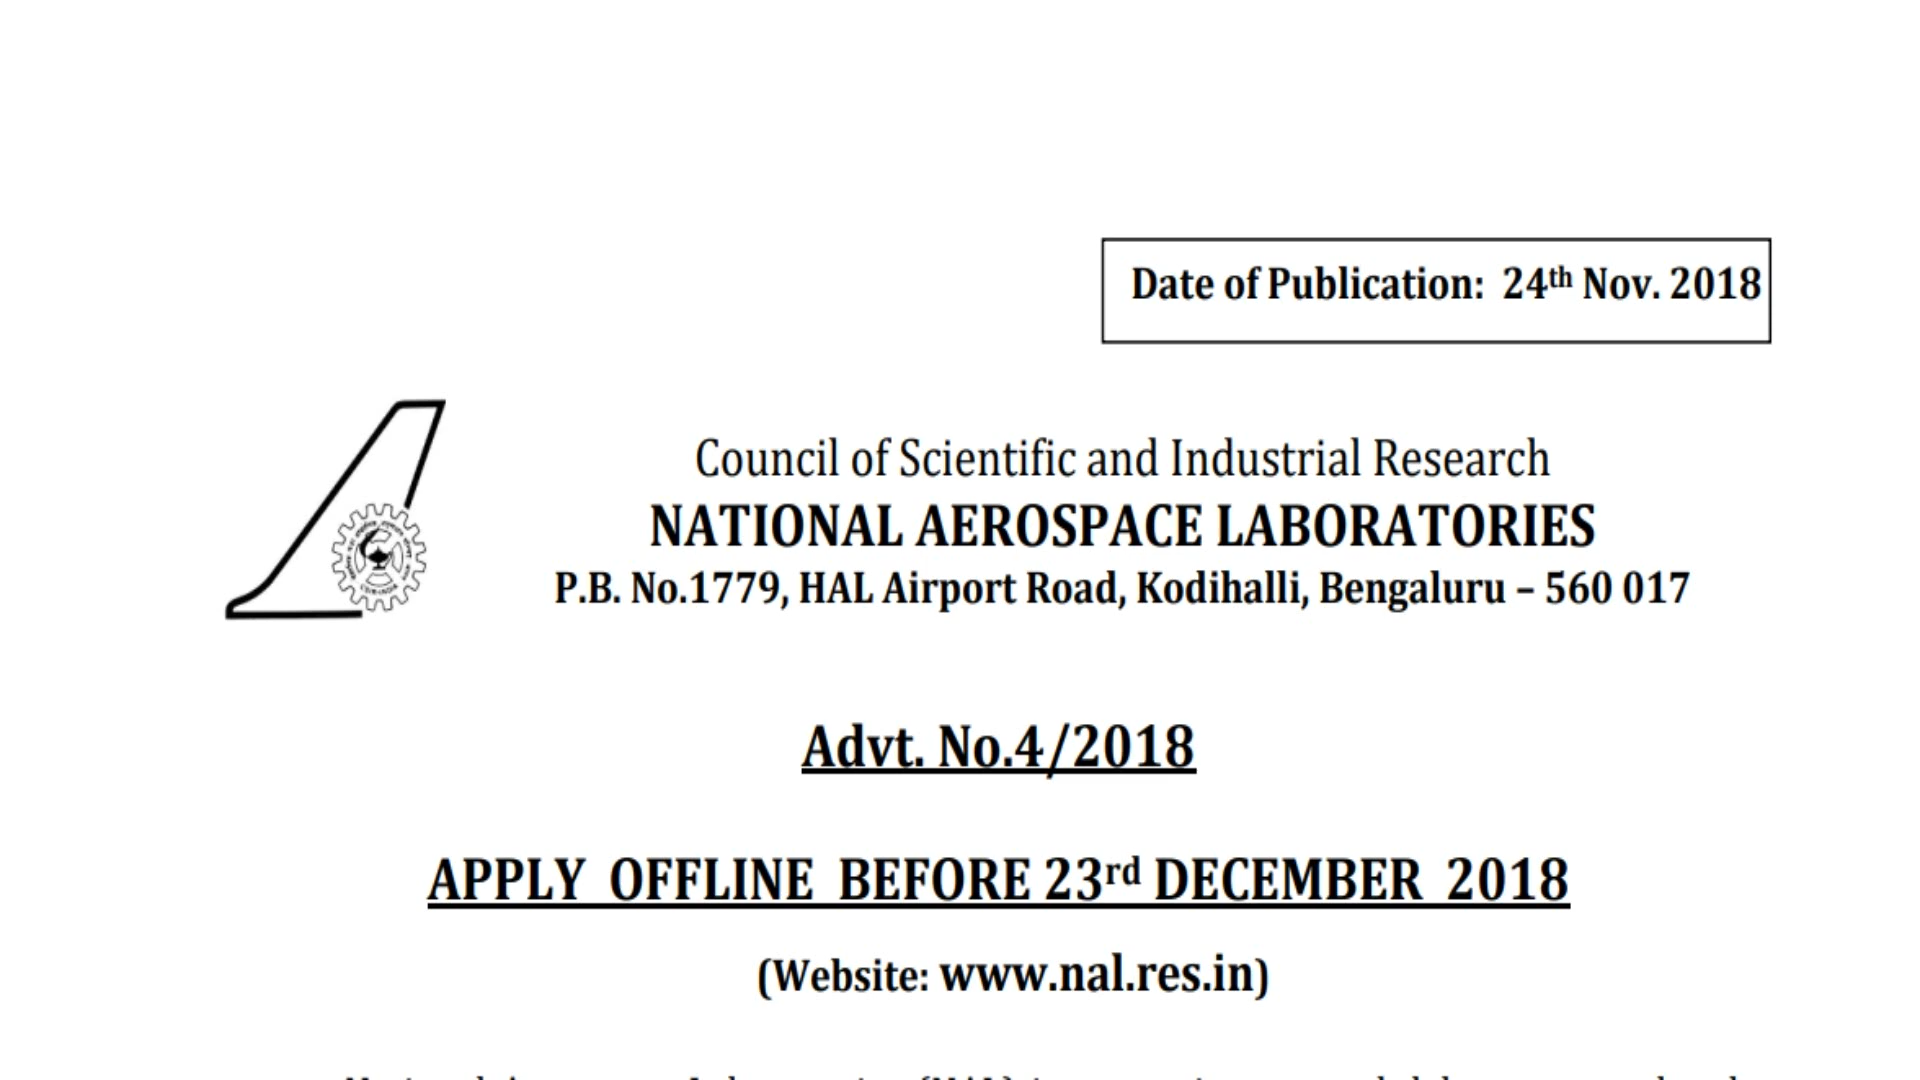 Date of Publication: 24th Nov. 2018
Council of Scientific and Industrial Research
NATIONAL AEROSPACE LABORATORIES
P.B. No.1779, HAL Airport Road, Kodihalli, Bengaluru – 560 017
Advt. No.4/2018
APPLY OFFLINE BEFORE 23rd DECEMBER 2018
(Website: www.nal.res.in)